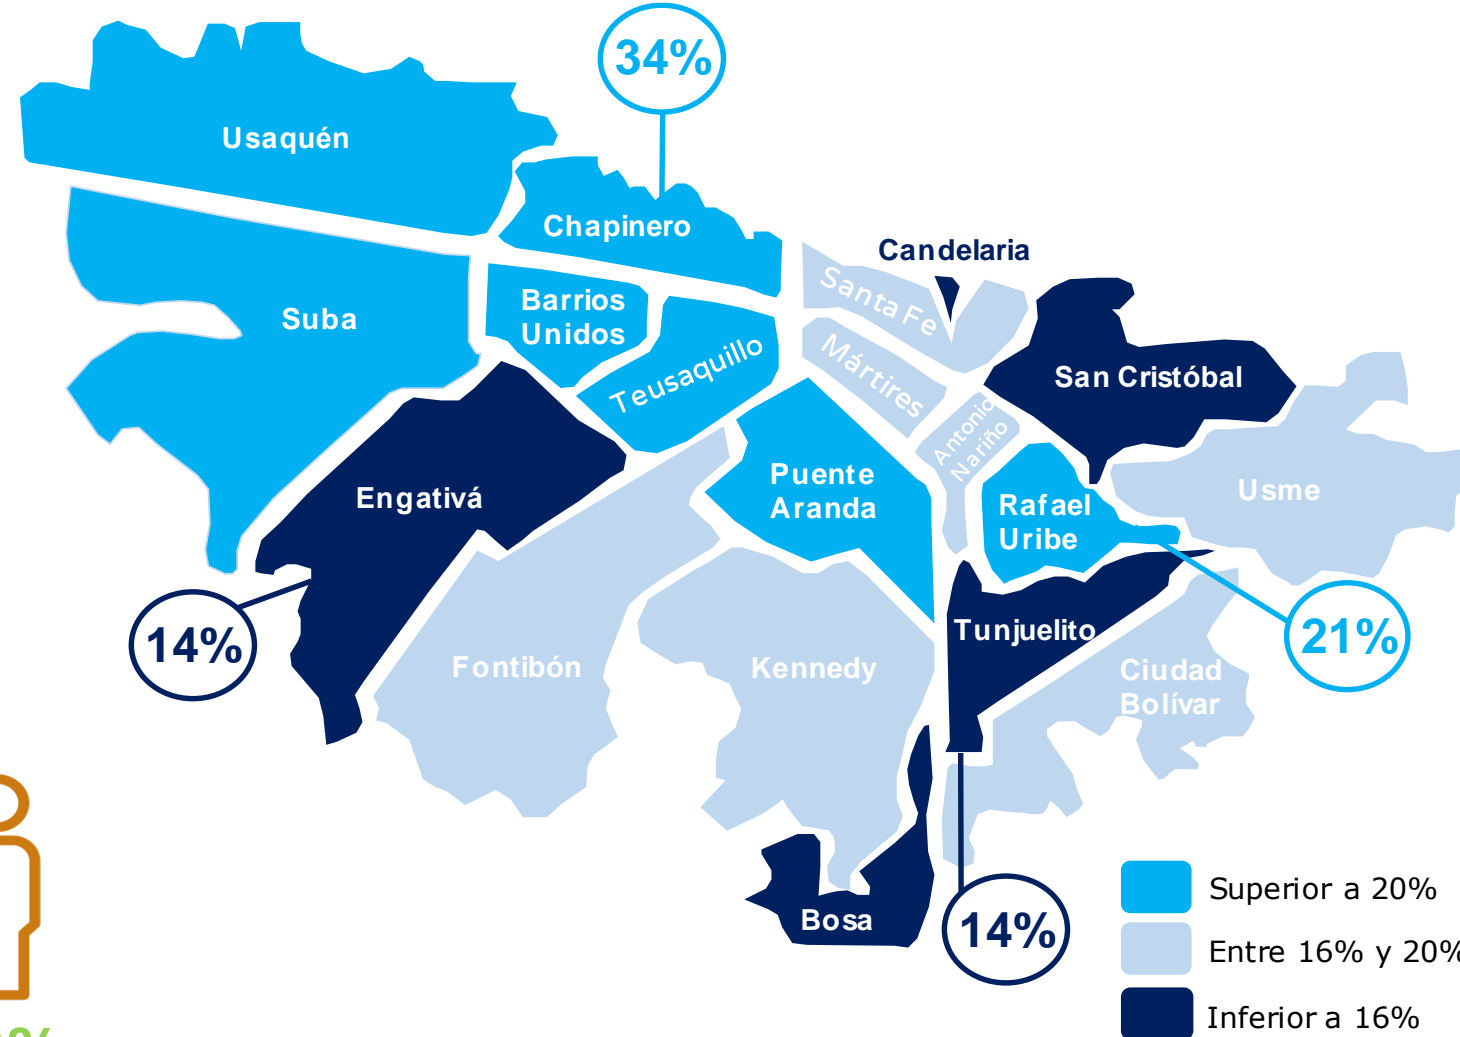 34%
Usaquén
Chapinero
Candelaria
Santa Fe
Barrios
Unidos
Suba
Teusaquillo
Mártires
San Cristóbal
Antonio
Nariño
Engativá
Puente
Aranda
Rafael
Uribe
Usme
14%
Fontibón
Kennedy
Tunjuelito
21%
Ciudad
Bolívar
Bosa
14%
Superior a 20%
Entre 16% y 20%
Inferior a 16%